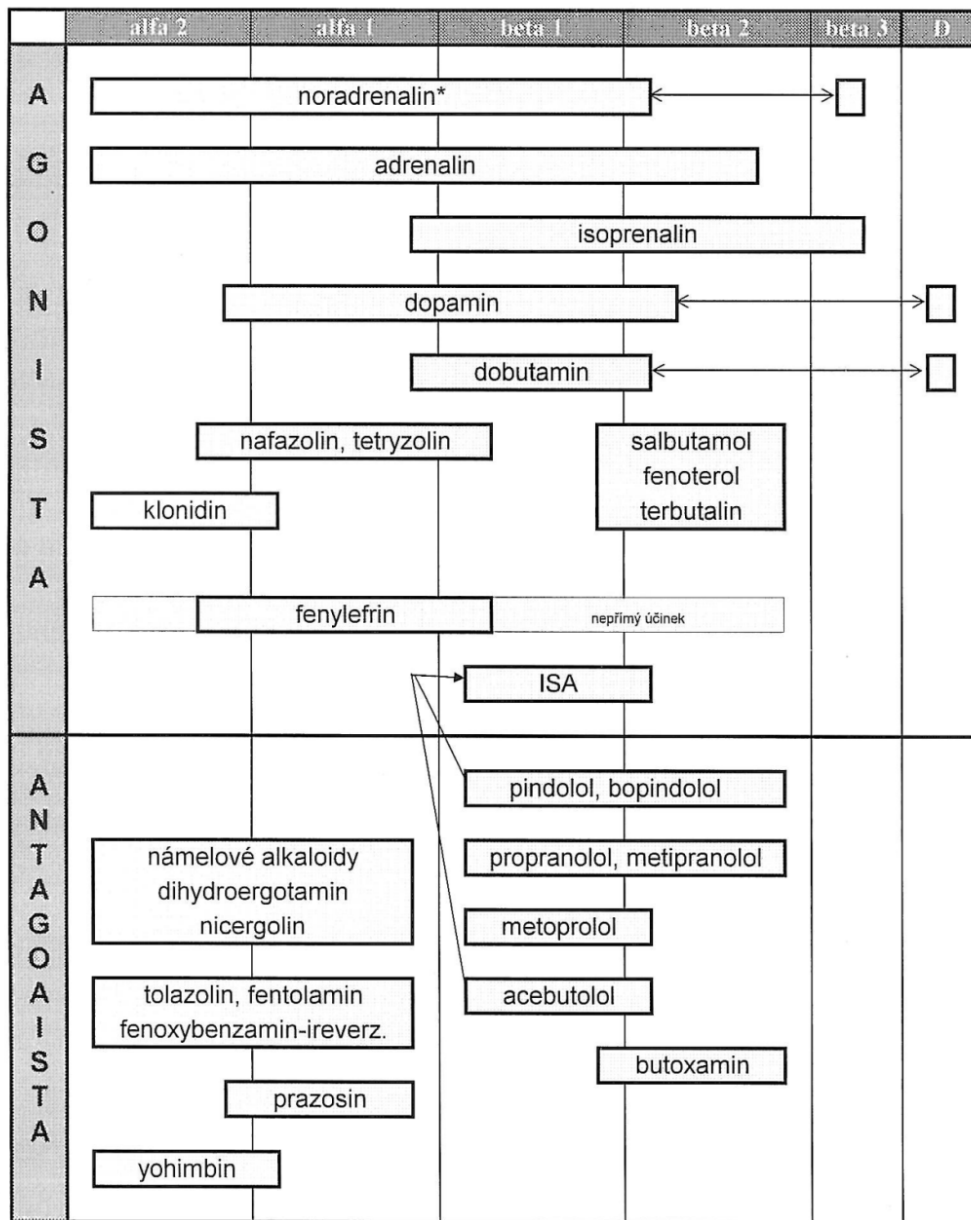 alfa 2 alfa 1 beta 1 beta 2 beta 3 D
A
G
O
N
I
S
T
A
noradrenalin*
adrenalin
isoprenalin
dopamin
dobutamin
nafazolin, tetryzolin
salbutamol
fenoterol
terbutalin
klonidin
fenylefrin
nepřímý účinek
ISA
A
N
T
A
G
O
A
I
S
T
A
pindolol, bopindolol
námelové alkaloidy
dihydroergotamin
nicergolin
propranolol, metipranolol
metoprolol
tolazolin, fentolamin
fenoxybenzamin-ireverz.
acebutolol
butoxamin
prazosin
yohimbin